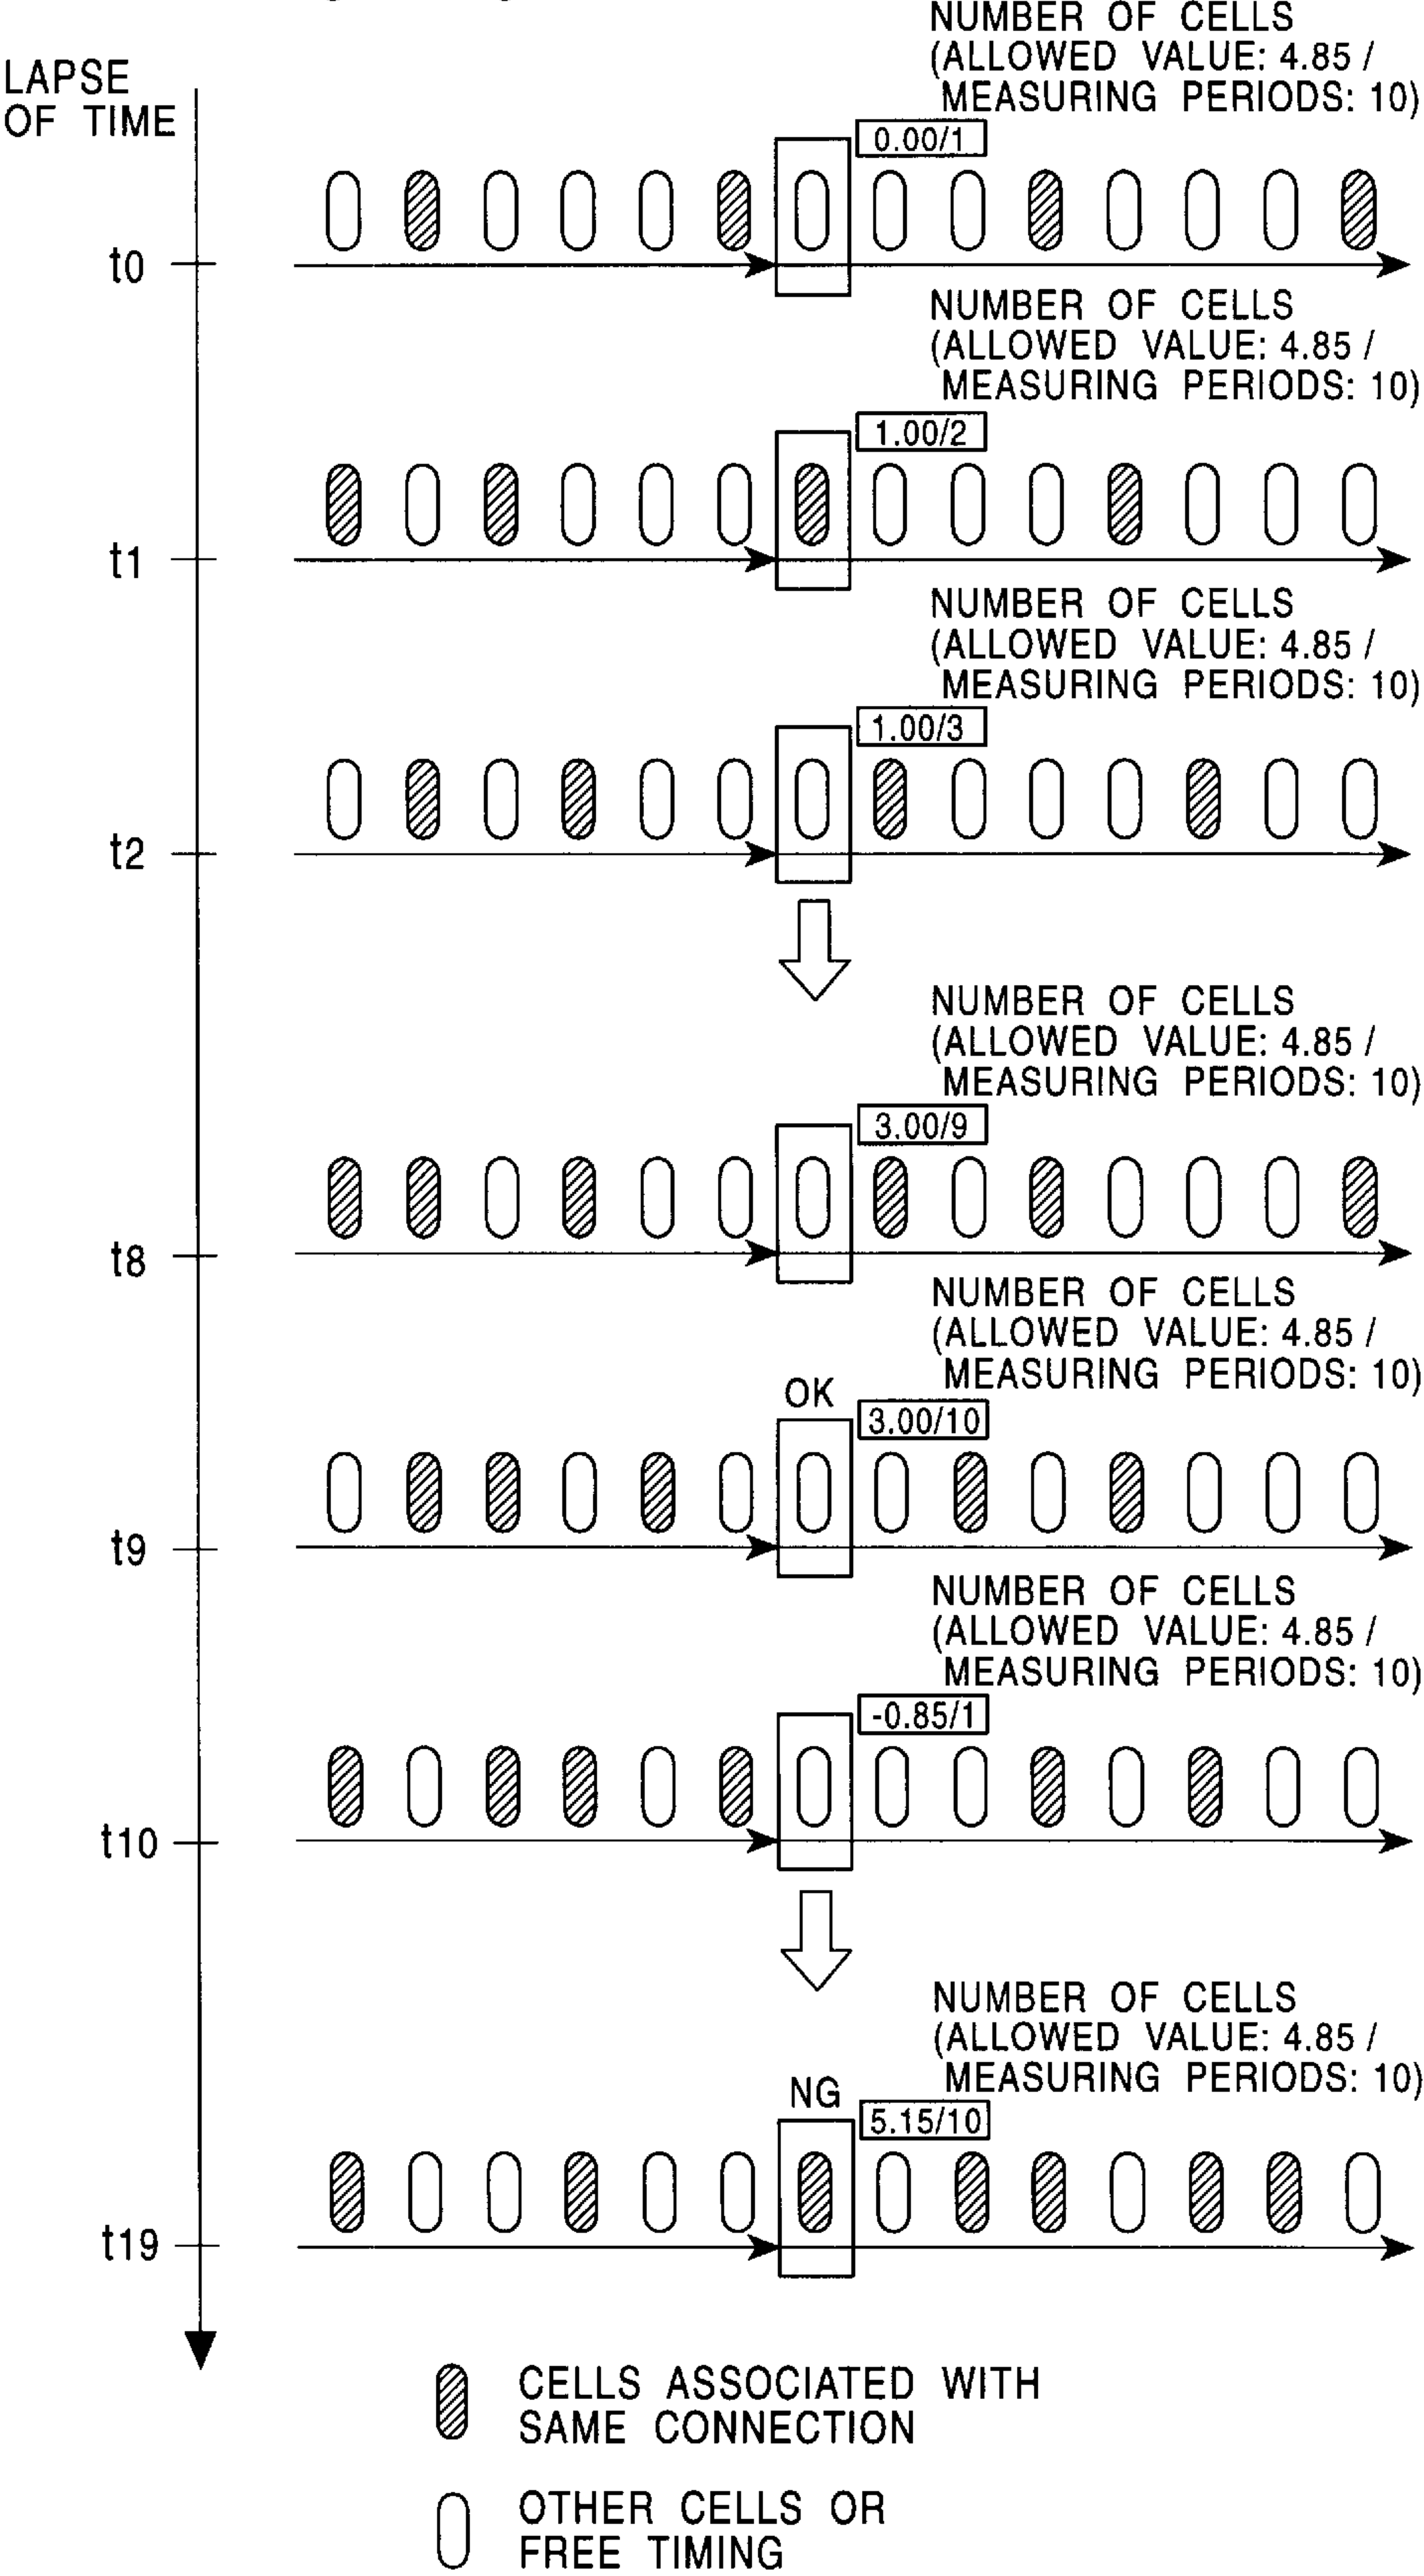 NUMBER OF CELLS
(ALLOWED VALUE: 4.85 /
MEASURING PERIODS: 10)
LAPSE
OF TIME
0.00/1
t0
NUMBER OF CELLS
(ALLOWED VALUE: 4.85 /
MEASURING PERIODS: 10)
1.00/2
t1
NUMBER OF CELLS
(ALLOWED VALUE: 4.85 /
MEASURING PERIODS: 10)
1.00/3
t2
NUMBER OF CELLS
(ALLOWED VALUE: 4.85 /
MEASURING PERIODS: 10)
3.00/9
t8
NUMBER OF CELLS
(ALLOWED VALUE: 4.85 /
MEASURING PERIODS: 10)
OK
3.00/10
t9
NUMBER OF CELLS
(ALLOWED VALUE: 4.85 /
MEASURING PERIODS: 10)
-0.85/1
t10
NUMBER OF CELLS
(ALLOWED VALUE: 4.85 /
MEASURING PERIODS: 10)
NG
5.15/10
t19
CELLS ASSOCIATED WITH
SAME CONNECTION
OTHER CELLS OR
FREE TIMING